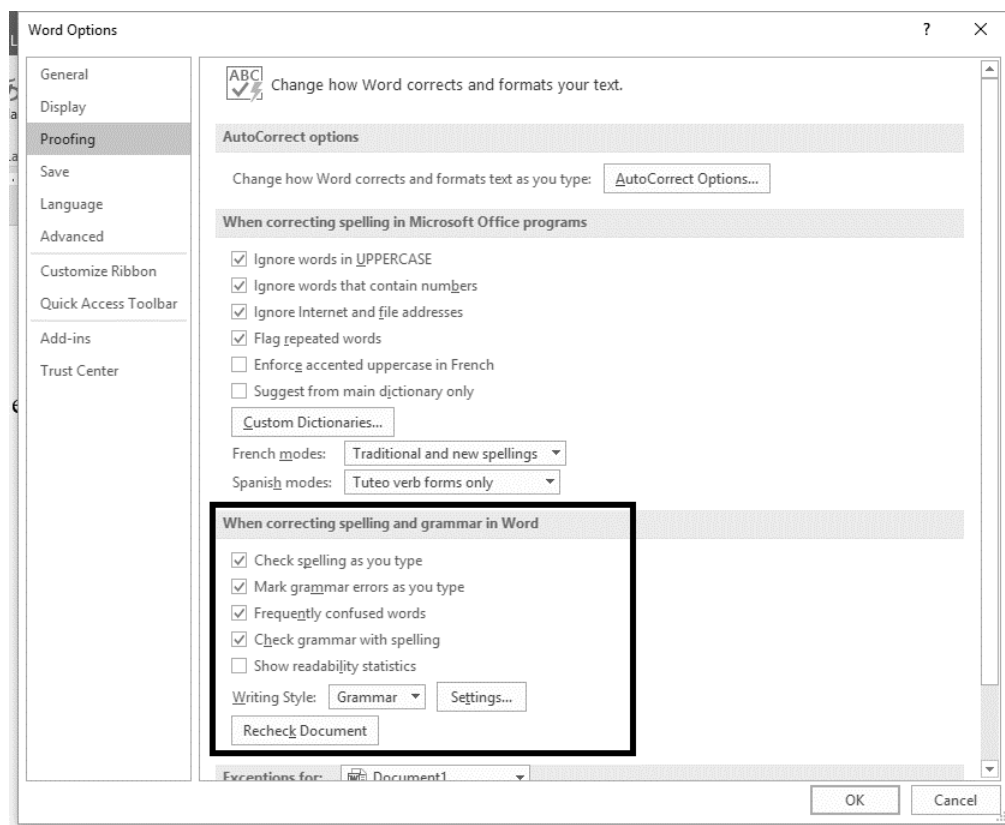 Word Options
General
Display
Proofing
Save
Language
Advanced
Customize Ribbon
Quick Access Toolbar
Add-ins
Trust Center
ABC
Change how Word corrects and formats your text.
AutoCorrect options
Change how Word corrects and formats text as you type: AutoCorrect Options...
When correcting spelling in Microsoft Office programs
Ignore words in UPPERCASE
Ignore words that contain numbers
Ignore Internet and file addresses
Flag repeated words
Enforce accented uppercase in French
Suggest from main dictionary only
Custom Dictionaries...
French modes: Traditional and new spellings
Spanish modes: Tuteo verb forms only
When correcting spelling and grammar in Word
Check spelling as you type
Mark grammar errors as you type
Frequently confused words
Check grammar with spelling
Show readability statistics
Writing Style: Grammar Settings...
Recheck Document
Exceptions for: Document1
OK Cancel